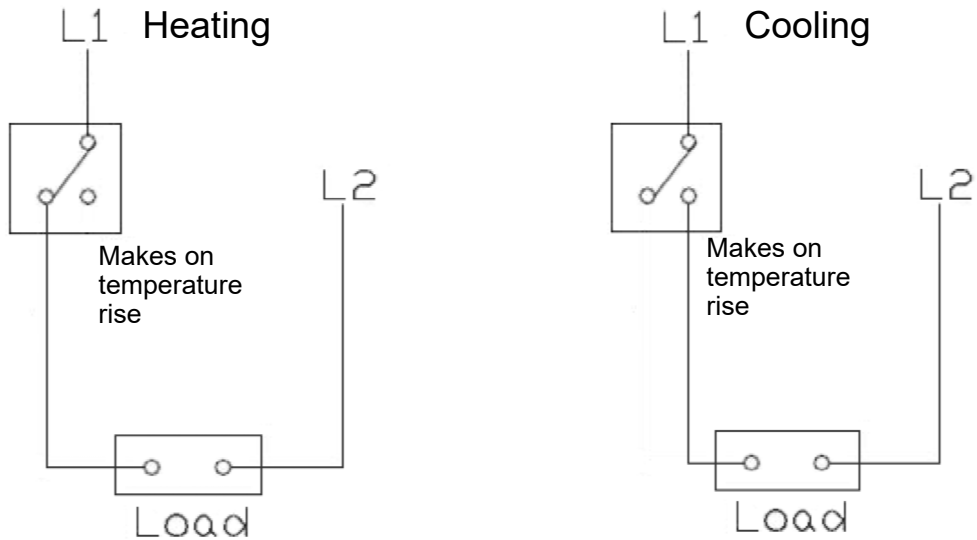 L1 Heating
L2
Makes on
temperature
rise
Load
L1 Cooling
L2
Makes on
temperature
rise
Load